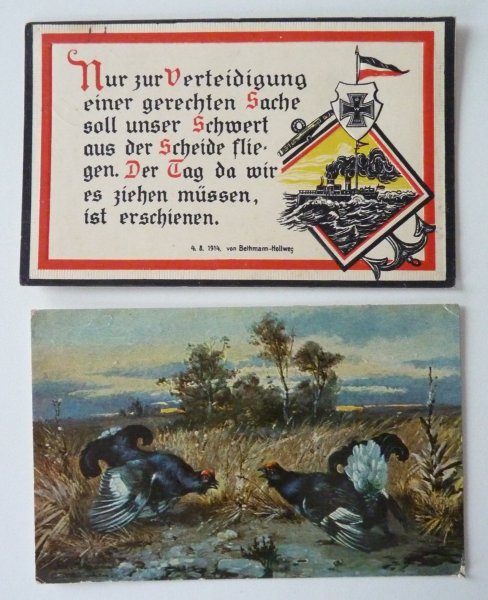 Nur zur Verteidigung
einer gerechten Sache
soll unser Schwert
aus der Scheide flie-
gen. Der Tag da wir
es ziehen müssen,
ist erschienen.
4. 8. 1914. von Bethmann-Hollweg